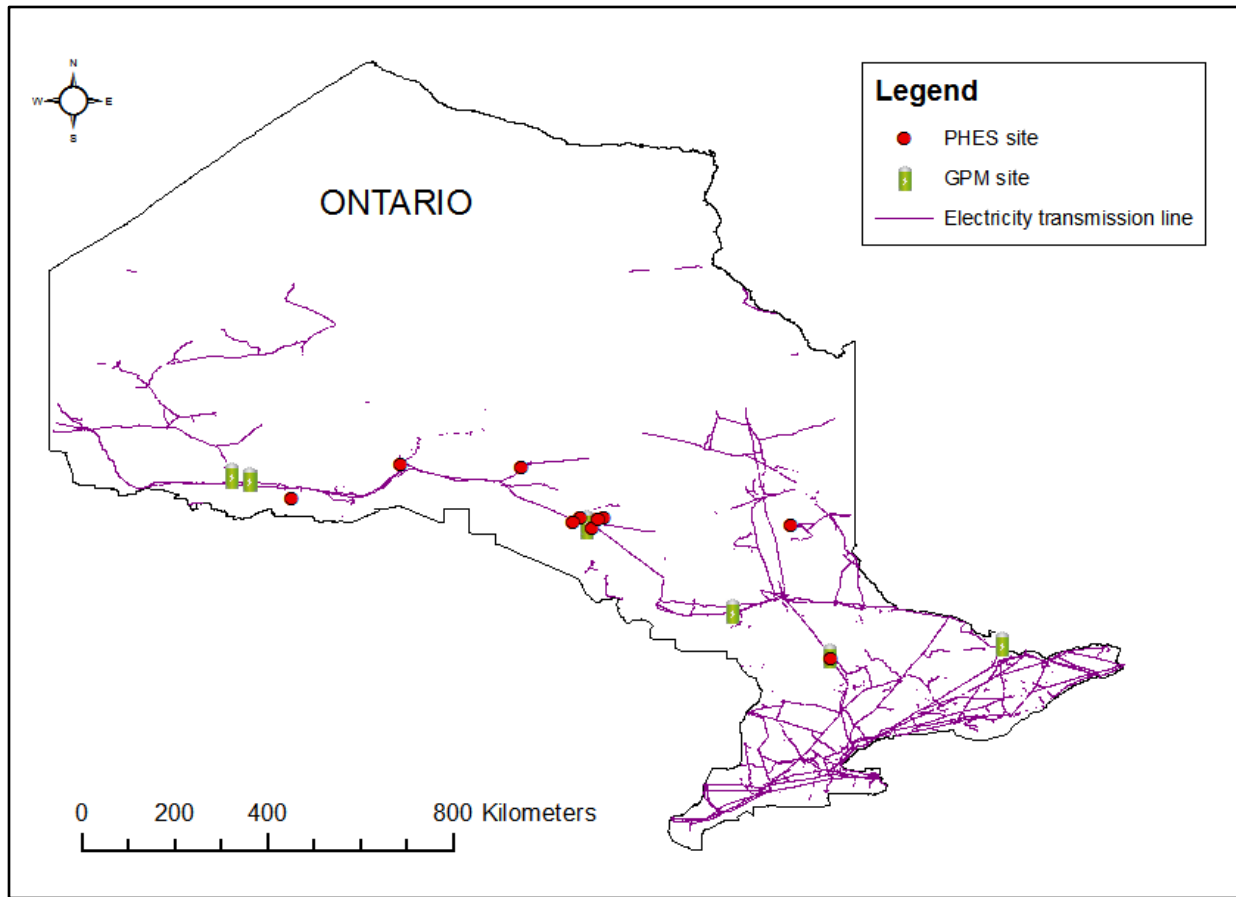 N
W E
S
ONTARIO
Legend
PHES site
GPM site
Electricity transmission line
0 200 400 800 Kilometers